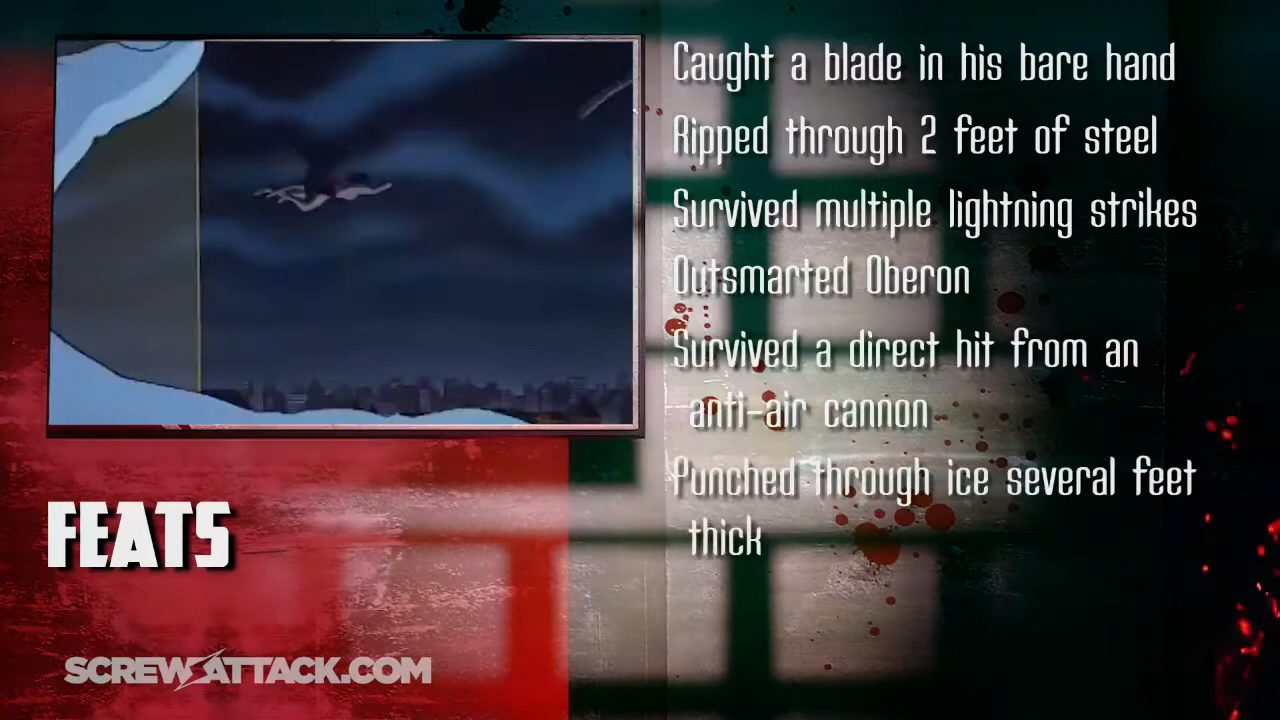 Caught a blade in his bare hand
Ripped through 2 feet of steel
Survived multiple lightning strikes
Outsmarted Oberon
Survived a direct hit from an
anti-air cannon
Punched through ice several feet
thick
FEATS
SCREWATTACK.COM